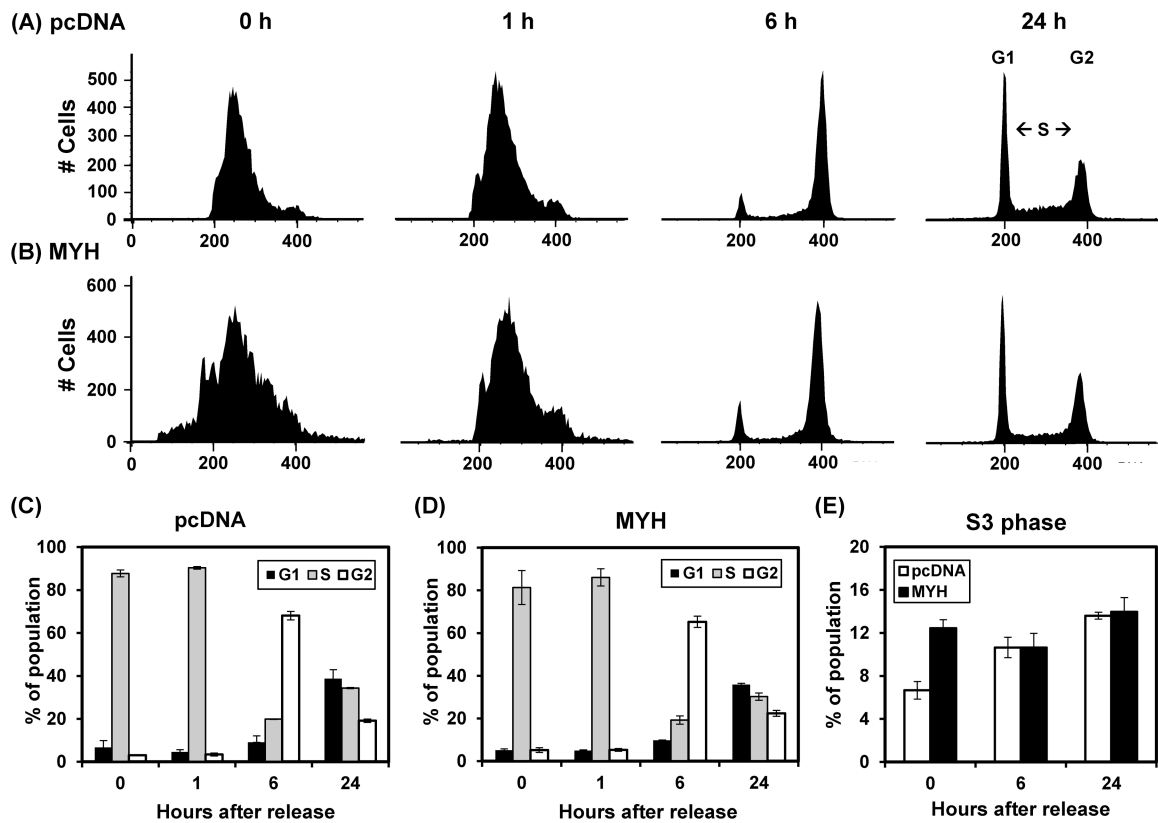 (A) pcDNA 0 h 1 h 6 h 24 h
G1 G2
← S →
# Cells
500
400
300
200
100
0
0 200 400 200 400 200 400 200 400
(B) MYH
# Cells
600
400
200
0
0 200 400 200 400 200 400 200 400
(C) pcDNA
% of population
100
80
60
40
20
0
G1 S G2
0 1 6 24
Hours after release
(D) MYH
% of population
100
80
60
40
20
0
G1 S G2
0 1 6 24
Hours after release
(E) S3 phase
% of population
20
16
12
8
4
0
pcDNA
MYH
0 6 24
Hours after release